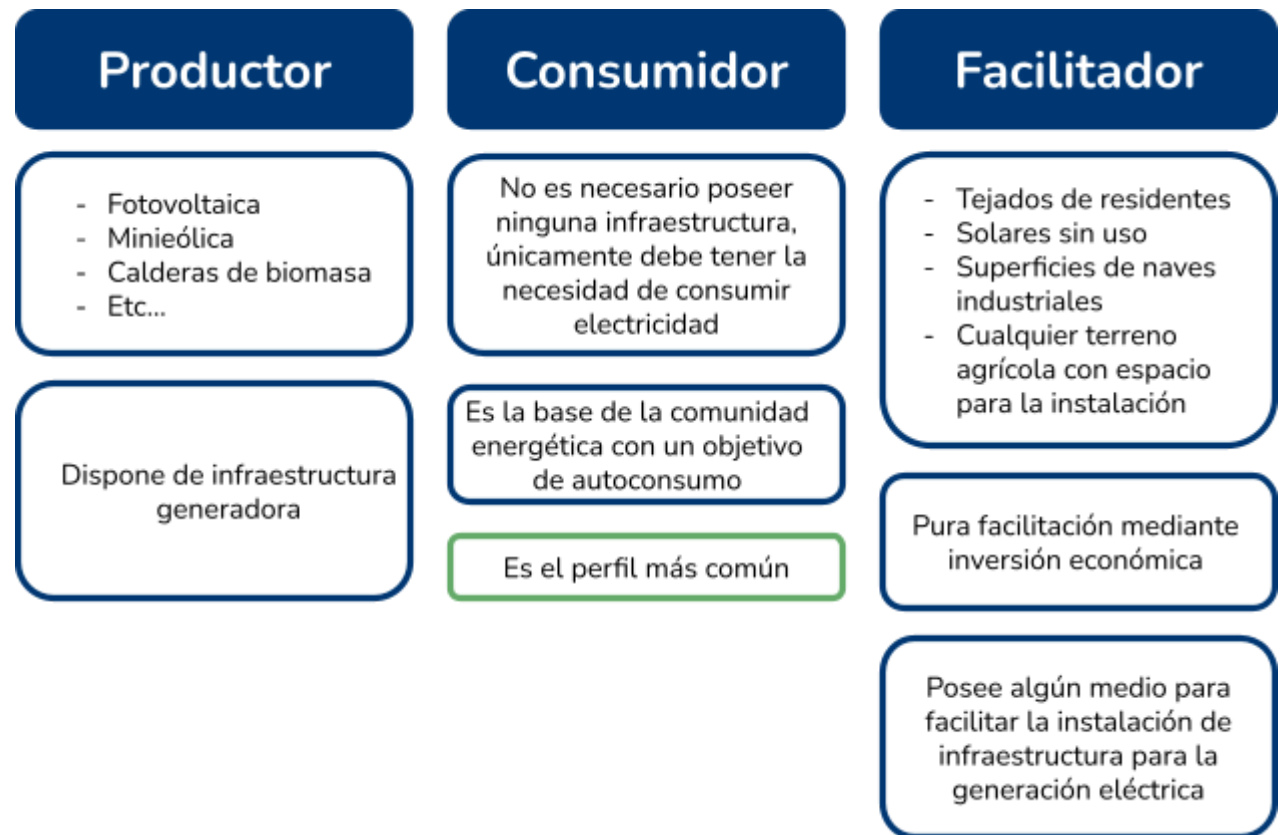 Productor
- Fotovoltaica
- Minieólica
- Calderas de biomasa
- Etc...
Dispone de infraestructura
generadora
Consumidor
No es necesario poseer
ninguna infraestructura,
únicamente debe tener la
necesidad de consumir
electricidad
Es la base de la comunidad
energética con un objetivo
de autoconsumo
Es el perfil más común
Facilitador
- Tejados de residentes
- Solares sin uso
- Superficies de naves
industriales
- Cualquier terreno
agrícola con espacio
para la instalación
Pura facilitación mediante
inversión económica
Posee algún medio para
facilitar la instalación de
infraestructura para la
generación eléctrica